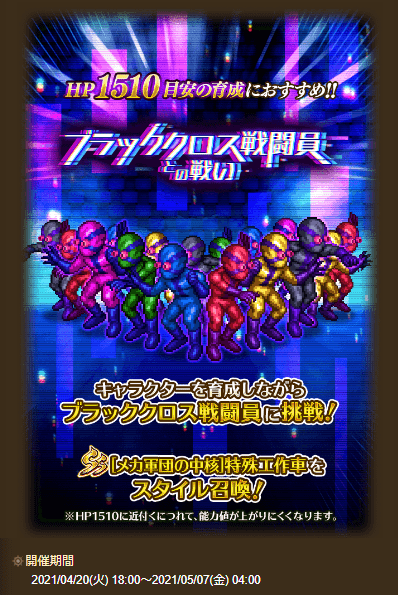 HP1510目安の育成におすすめ!!
ブラッククロス戦闘員
との戦い
キャラクターを育成しながら
ブラッククロス戦闘員に挑戦!
SS[メカ軍団の中核]特殊工作車を
スタイル召喚!
※HP1510に近付くにつれて、能力値が上がりにくくなります。
開催期間
2021/04/20(火) 18:00～2021/05/07(金) 04:00